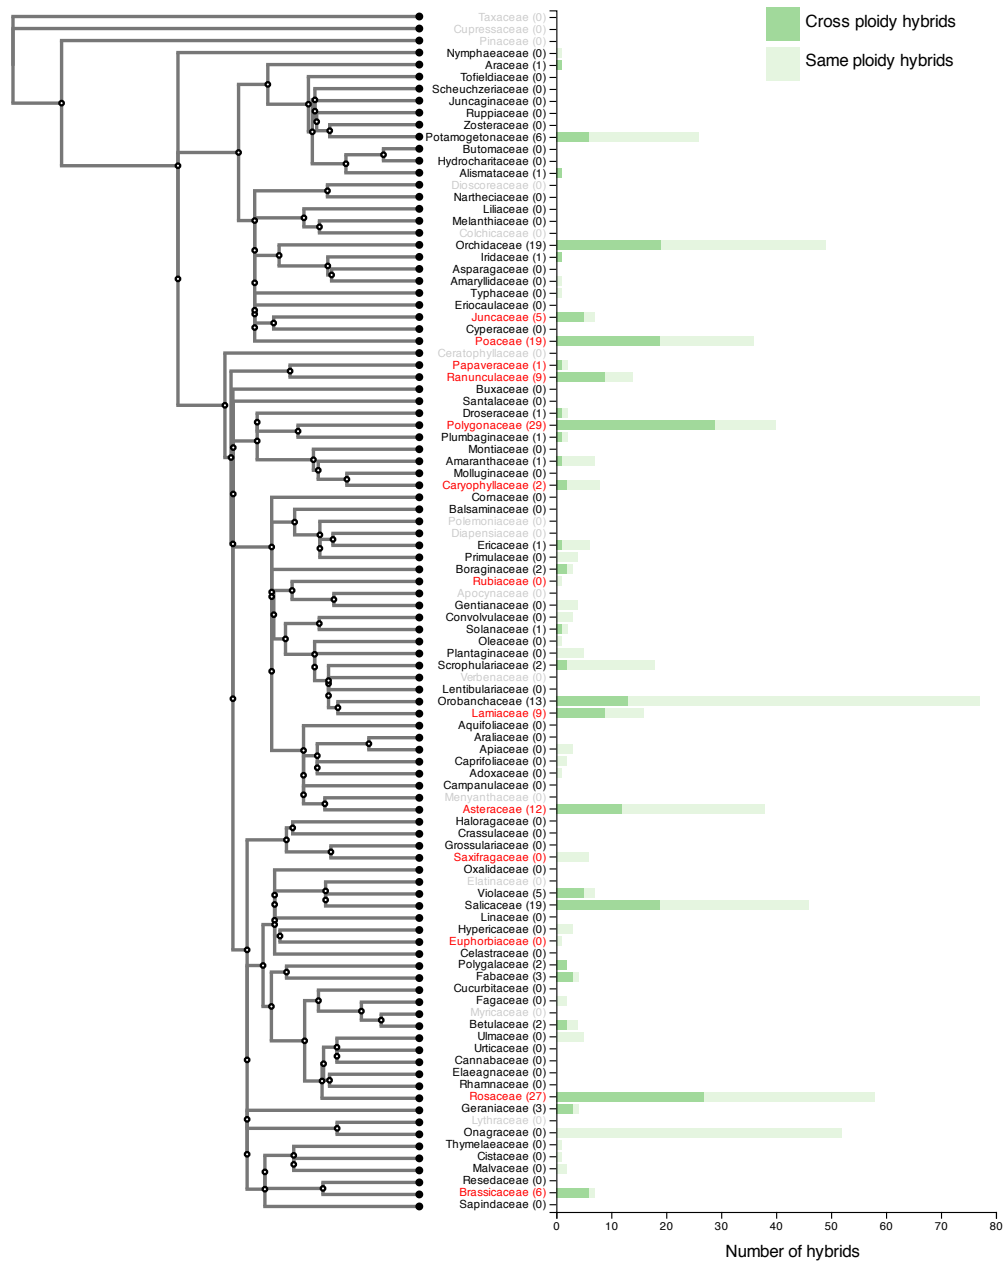 Cross ploidy hybrids
Same ploidy hybrids
Taxaceae (0)
Cupressaceae (0)
Pinaceae (0)
Nymphaeaceae (0)
Araceae (1)
Tofieldiaceae (0)
Scheuchzeriaceae (0)
Juncaginaceae (0)
Ruppiaceae (0)
Zosteraceae (0)
Potamogetonaceae (6)
Butomaceae (0)
Hydrocharitaceae (0)
Alismataceae (1)
Dioscoreaceae (0)
Nartheciaceae (0)
Liliaceae (0)
Melanthiaceae (0)
Colchicaceae (0)
Orchidaceae (19)
Iridaceae (1)
Asparagaceae (0)
Amaryllidaceae (0)
Typhaceae (0)
Eriocaulaceae (0)
Juncaceae (5)
Cyperaceae (0)
Poaceae (19)
Ceratophyllaceae (0)
Papaveraceae (1)
Ranunculaceae (9)
Buxaceae (0)
Santalaceae (0)
Droseraceae (1)
Polygonaceae (29)
Plumbaginaceae (1)
Montiaceae (0)
Amaranthaceae (1)
Molluginaceae (0)
Caryophyllaceae (2)
Cornaceae (0)
Balsaminaceae (0)
Polemoniaceae (0)
Diapensiaceae (0)
Ericaceae (1)
Primulaceae (0)
Boraginaceae (2)
Rubiaceae (0)
Apocynaceae (0)
Gentianaceae (0)
Convolvulaceae (0)
Solanaceae (1)
Oleaceae (0)
Plantaginaceae (0)
Scrophulariaceae (2)
Verbenaceae (0)
Lentibulariaceae (0)
Orobanchaceae (13)
Lamiaceae (9)
Aquifoliaceae (0)
Araliaceae (0)
Apiaceae (0)
Caprifoliaceae (0)
Adoxaceae (0)
Campanulaceae (0)
Menyanthaceae (0)
Asteraceae (12)
Haloragaceae (0)
Crassulaceae (0)
Grossulariaceae (0)
Saxifragaceae (0)
Oxalidaceae (0)
Elatinaceae (0)
Violaceae (5)
Salicaceae (19)
Linaceae (0)
Hypericaceae (0)
Euphorbiaceae (0)
Celastraceae (0)
Polygalaceae (2)
Fabaceae (3)
Cucurbitaceae (0)
Fagaceae (0)
Myricaceae (0)
Betulaceae (2)
Ulmaceae (0)
Urticaceae (0)
Cannabaceae (0)
Elaeagnaceae (0)
Rhamnaceae (0)
Rosaceae (27)
Geraniaceae (3)
Lythraceae (0)
Onagraceae (0)
Thymelaeaceae (0)
Cistaceae (0)
Malvaceae (0)
Resedaceae (0)
Brassicaceae (6)
Sapindaceae (0)
0 10 20 30 40 50 60 70 80
Number of hybrids